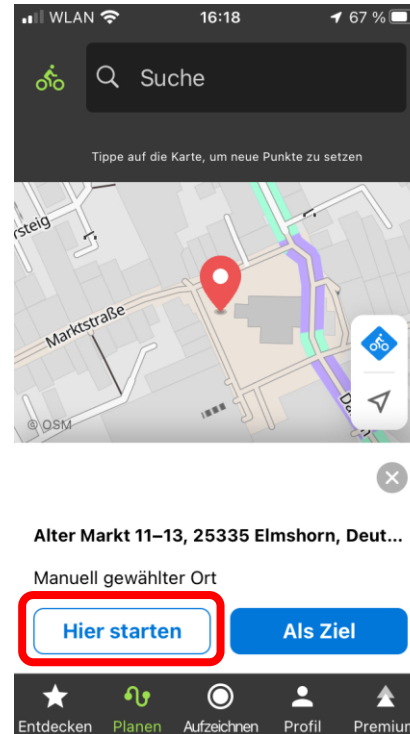 WLAN 16:18 67 %
Suche
Tippe auf die Karte, um neue Punkte zu setzen
rsteig
Marktstraße
Da
© OSM
Alter Markt 11–13, 25335 Elmshorn, Deut...
Manuell gewählter Ort
Hier starten Als Ziel
Entdecken Planen Aufzeichnen Profil Premium